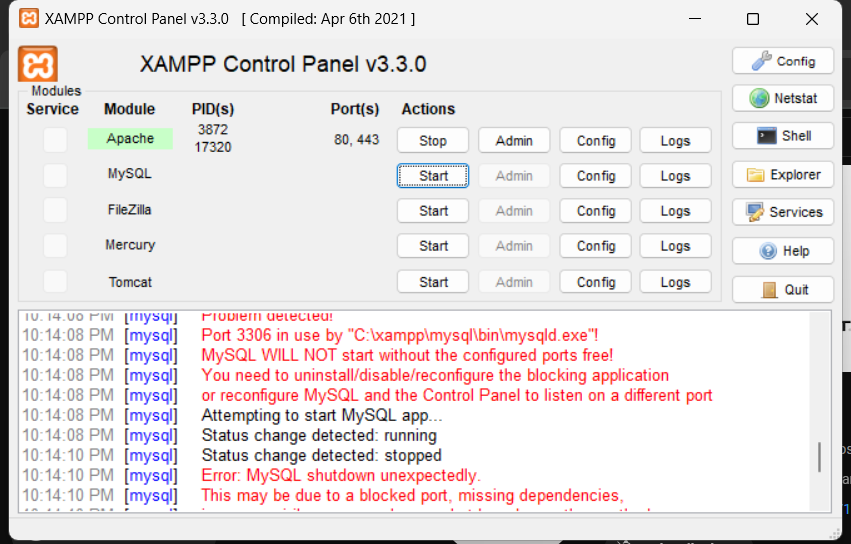 XAMPP Control Panel v3.3.0 [ Compiled: Apr 6th 2021 ]
XAMPP Control Panel v3.3.0
Config
Modules
Service Module PID(s) Port(s) Actions
Netstat
Apache 3872 17320 80, 443 Stop Admin Config Logs
Shell
MySQL Start Admin Config Logs
Explorer
FileZilla Start Admin Config Logs
Services
Mercury Start Admin Config Logs
Help
Tomcat Start Admin Config Logs
Quit
10:14:08 PM [mysql] Problem detected!
10:14:08 PM [mysql] Port 3306 in use by "C:\xampp\mysql\bin\mysqld.exe"!
10:14:08 PM [mysql] MySQL WILL NOT start without the configured ports free!
10:14:08 PM [mysql] You need to uninstall/disable/reconfigure the blocking application
10:14:08 PM [mysql] or reconfigure MySQL and the Control Panel to listen on a different port
10:14:08 PM [mysql] Attempting to start MySQL app...
10:14:08 PM [mysql] Status change detected: running
10:14:10 PM [mysql] Status change detected: stopped
10:14:10 PM [mysql] Error: MySQL shutdown unexpectedly.
10:14:10 PM [mysql] This may be due to a blocked port, missing dependencies,